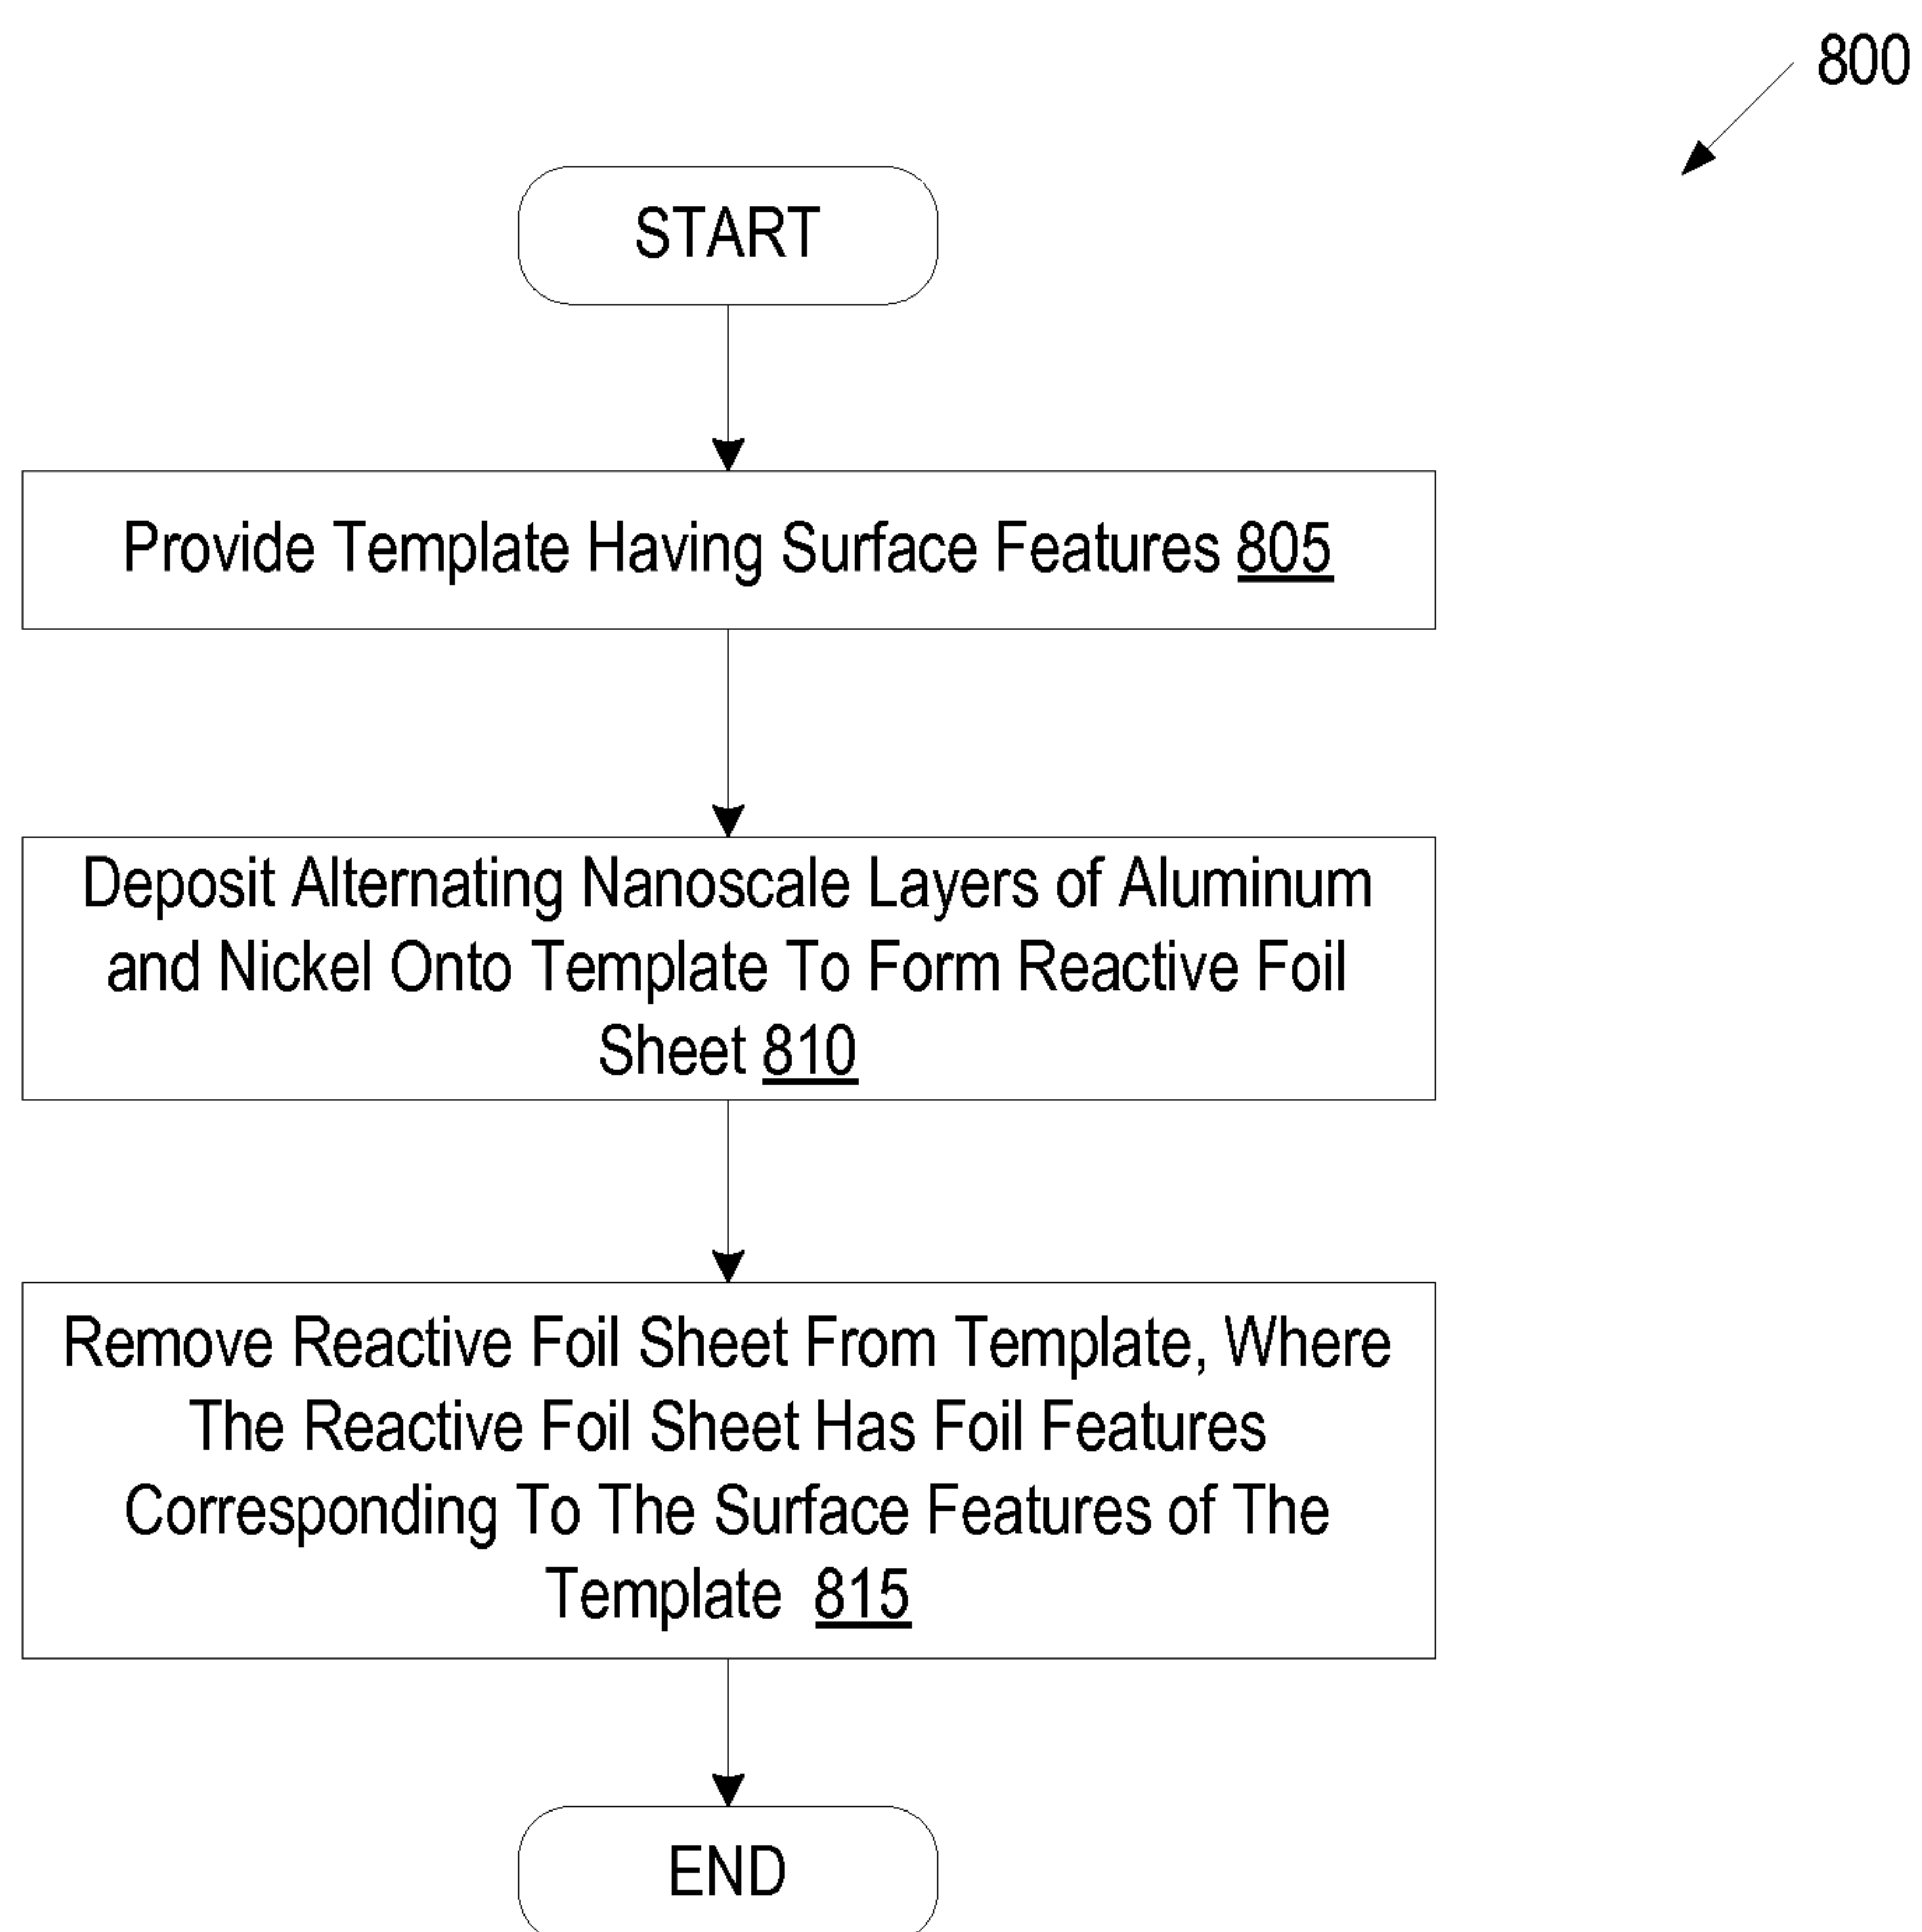 800
START
Provide Template Having Surface Features 805
Deposit Alternating Nanoscale Layers of Aluminum
and Nickel Onto Template To Form Reactive Foil
Sheet 810
Remove Reactive Foil Sheet From Template, Where
The Reactive Foil Sheet Has Foil Features
Corresponding To The Surface Features of The
Template 815
END